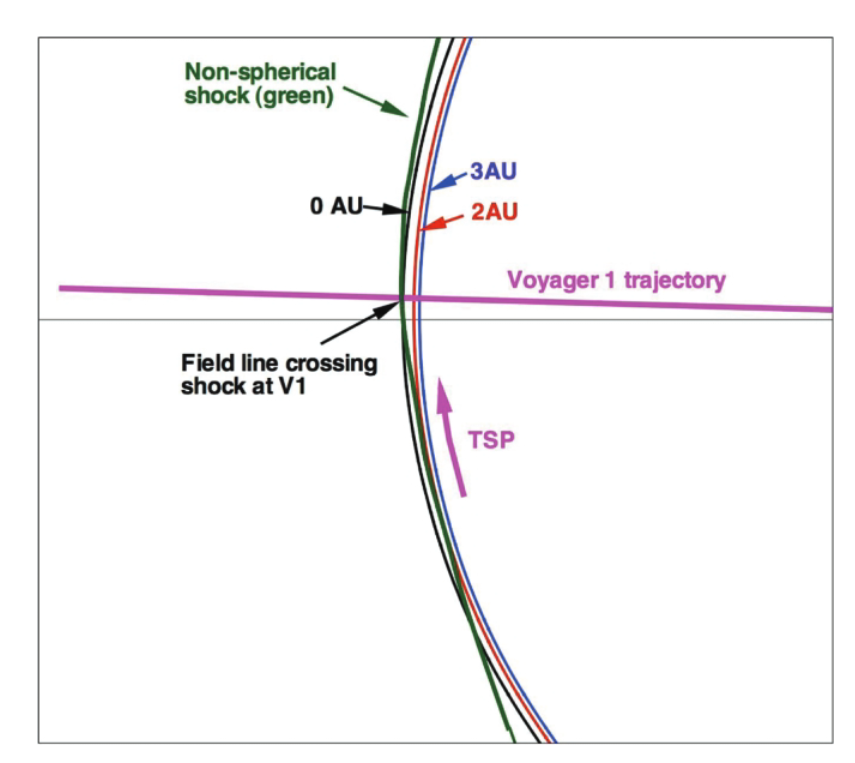 Non-spherical
shock (green)
3AU
0 AU
2AU
Voyager 1 trajectory
Field line crossing
shock at V1
TSP